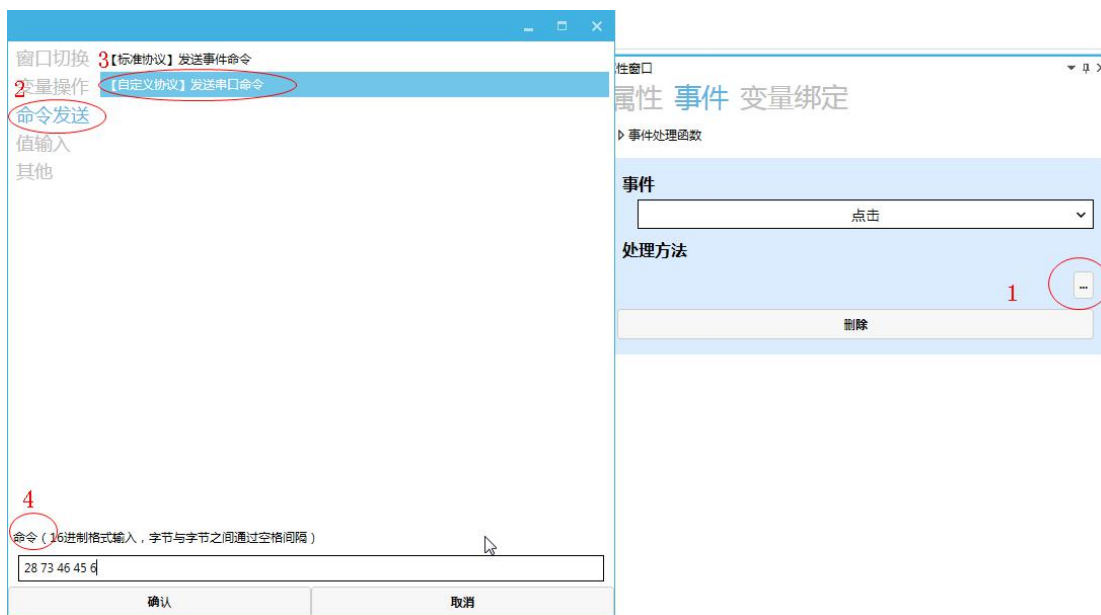 窗口切换
3
【标准协议】发送事件命令
2
变量操作
【自定义协议】发送串口命令
命令发送
值输入
其他
4
命令（16进制格式输入，字节与字节之间通过空格间隔）
28 73 46 45 6
确认
取消
性窗口
属性 事件 变量绑定
事件处理函数
事件
点击
处理方法
1
...
删除